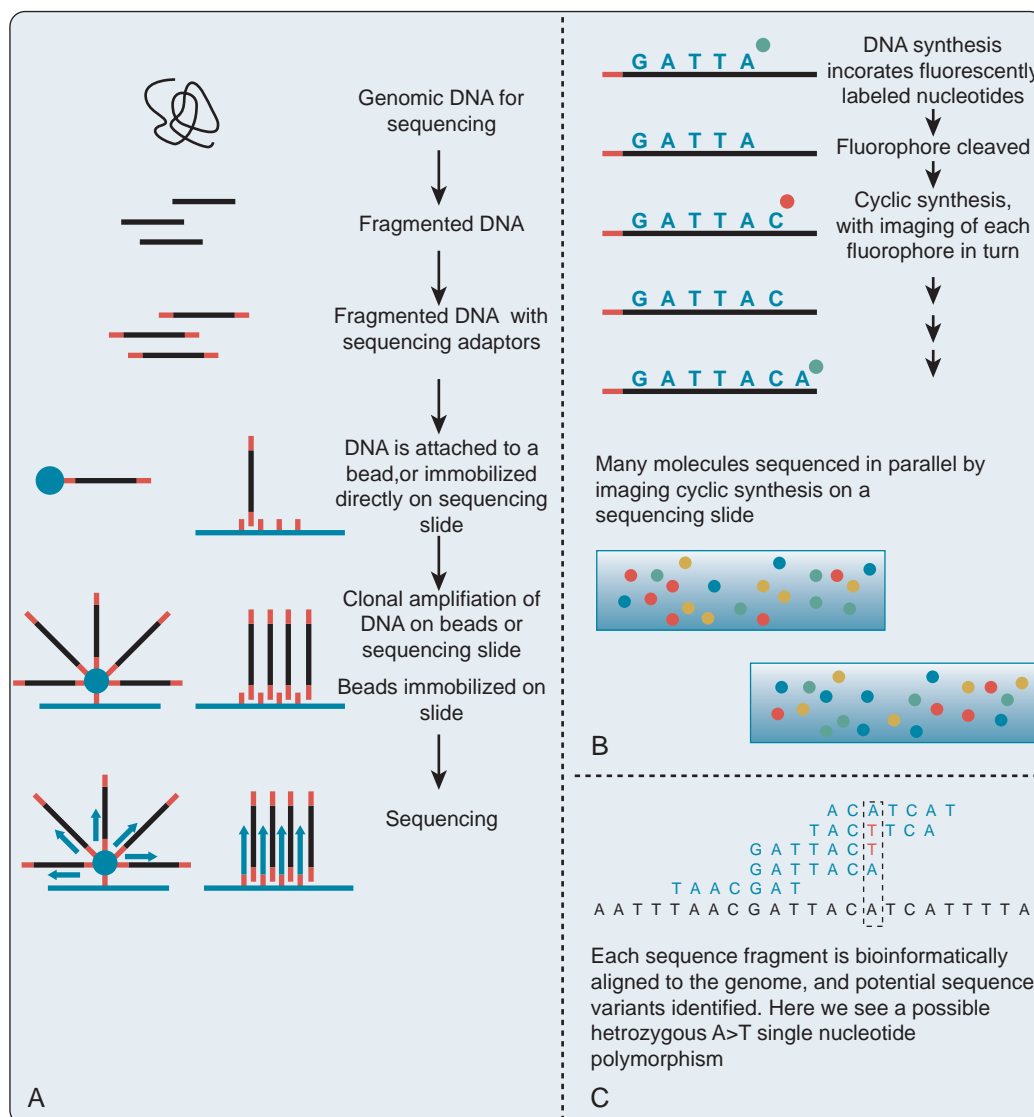 Genomic DNA for
sequencing
Fragmented DNA
Fragmented DNA with
sequencing adaptors
DNA is attached to a
bead,or immobilized
directly on sequencing
slide
Clonal amplifiation of
DNA on beads or
sequencing slide
Beads immobilized on
slide
Sequencing
A
G A T T A
DNA synthesis
incorates fluorescently
labeled nucleotides
G A T T A
Fluorophore cleaved
G A T T A C
Cyclic synthesis,
with imaging of each
fluorophore in turn
G A T T A C
G A T T A C A
Many molecules sequenced in parallel by
imaging cyclic synthesis on a
sequencing slide
B
A C A T C A T
T A C T T C A
G A T T A C T
G A T T A C A
T A A C G A T
A A T T T A A C G A T T A C A T C A T T T T A
Each sequence fragment is bioinformatically
aligned to the genome, and potential sequence
variants identified. Here we see a possible
hetrozygous A>T single nucleotide
polymorphism
C